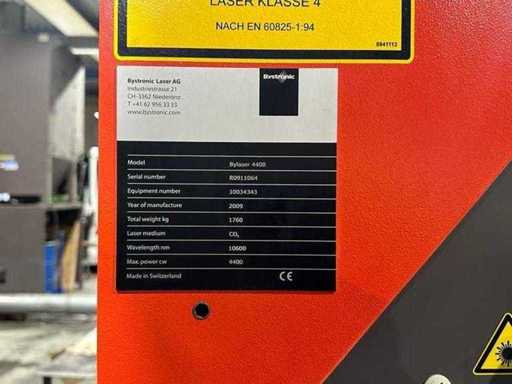 LASER KLASSE 4
NACH EN 60825-1:94
8941112
Bystronic Laser AG
Industriestrasse 21
CH-3362 Niederönz
T +41 62 956 33 33
www.bystronic.com
Bystronic
Model Bylaser 4400
Serial number R0911064
Equipment number 10034343
Year of manufacture 2009
Total weight kg 1760
Laser medium CO₂
Wavelength nm 10600
Max. power cw 4400
Made in Switzerland CE